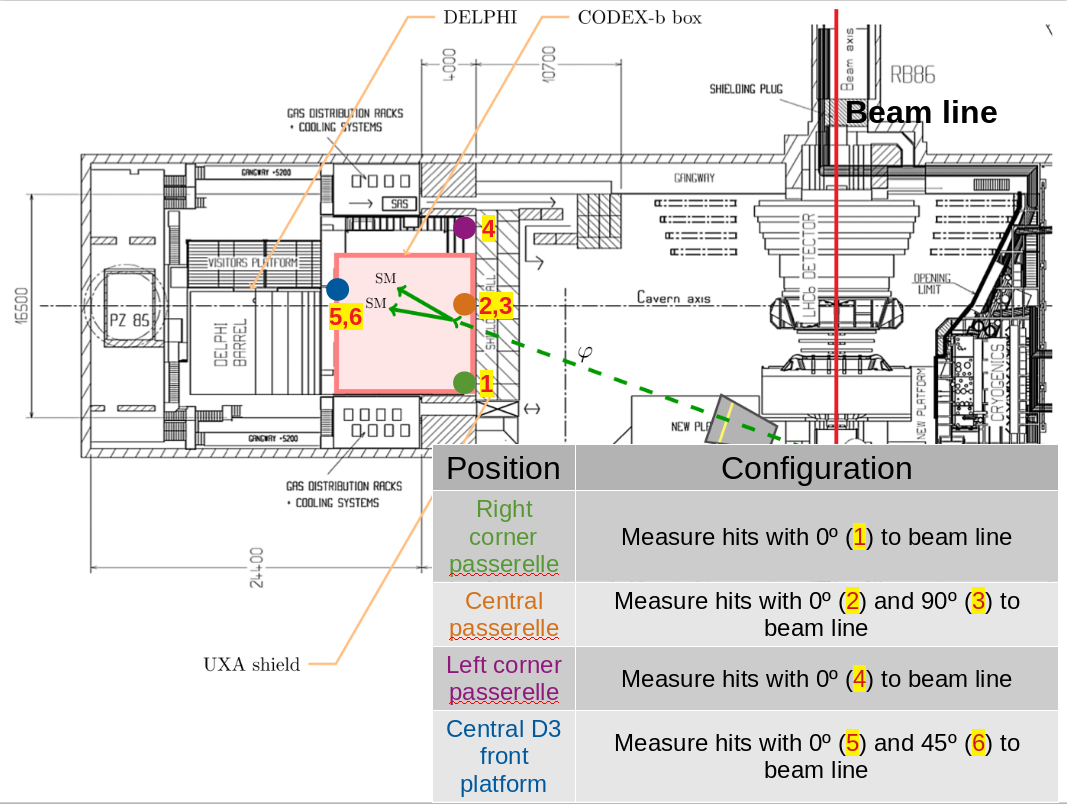 DELPHI
CODEX-b box
4000
10700
SHIELDING PLUG
Beam axis
RB86
Beam line
GAS DISTRIBUTION RACKS
+ COOLING SYSTEMS
GANGWAY +5200
GANGWAY
SAS
4
VISITORS PLATFORM
SM
SM
2,3
5,6
1
16500
PZ 85
DELPHI
BARREL
Cavern axis
LHCb DETECTOR
OPENING
LIMIT
φ
CRYOGENICS
NEW PLATFORM
NEW PLA
GANGWAY +5200
GAS DISTRIBUTION RACKS
+ COOLING SYSTEMS
24400
UXA shield
Position Configuration
Right
corner
passerelle
Measure hits with 0º (1) to beam line
Central
passerelle
Measure hits with 0º (2) and 90º (3) to
beam line
Left corner
passerelle
Measure hits with 0º (4) to beam line
Central D3
front
platform
Measure hits with 0º (5) and 45º (6) to
beam line